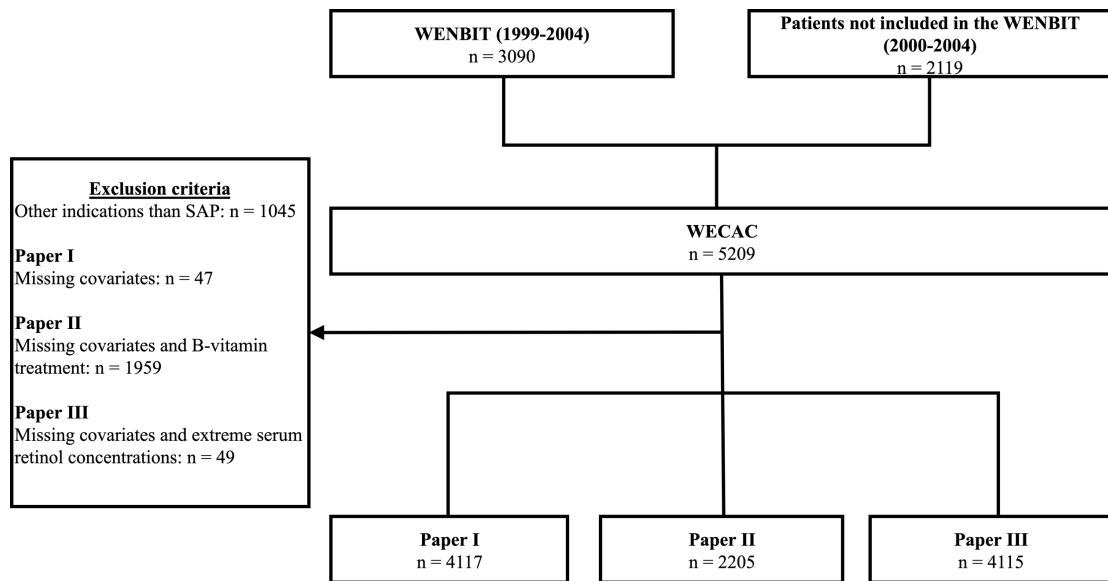 WENBIT (1999-2004)
n = 3090
Patients not included in the WENBIT
(2000-2004)
n = 2119
Exclusion criteria
Other indications than SAP: n = 1045
Paper I
Missing covariates: n = 47
Paper II
Missing covariates and B-vitamin
treatment: n = 1959
Paper III
Missing covariates and extreme serum
retinol concentrations: n = 49
WECAC
n = 5209
Paper I
n = 4117
Paper II
n = 2205
Paper III
n = 4115